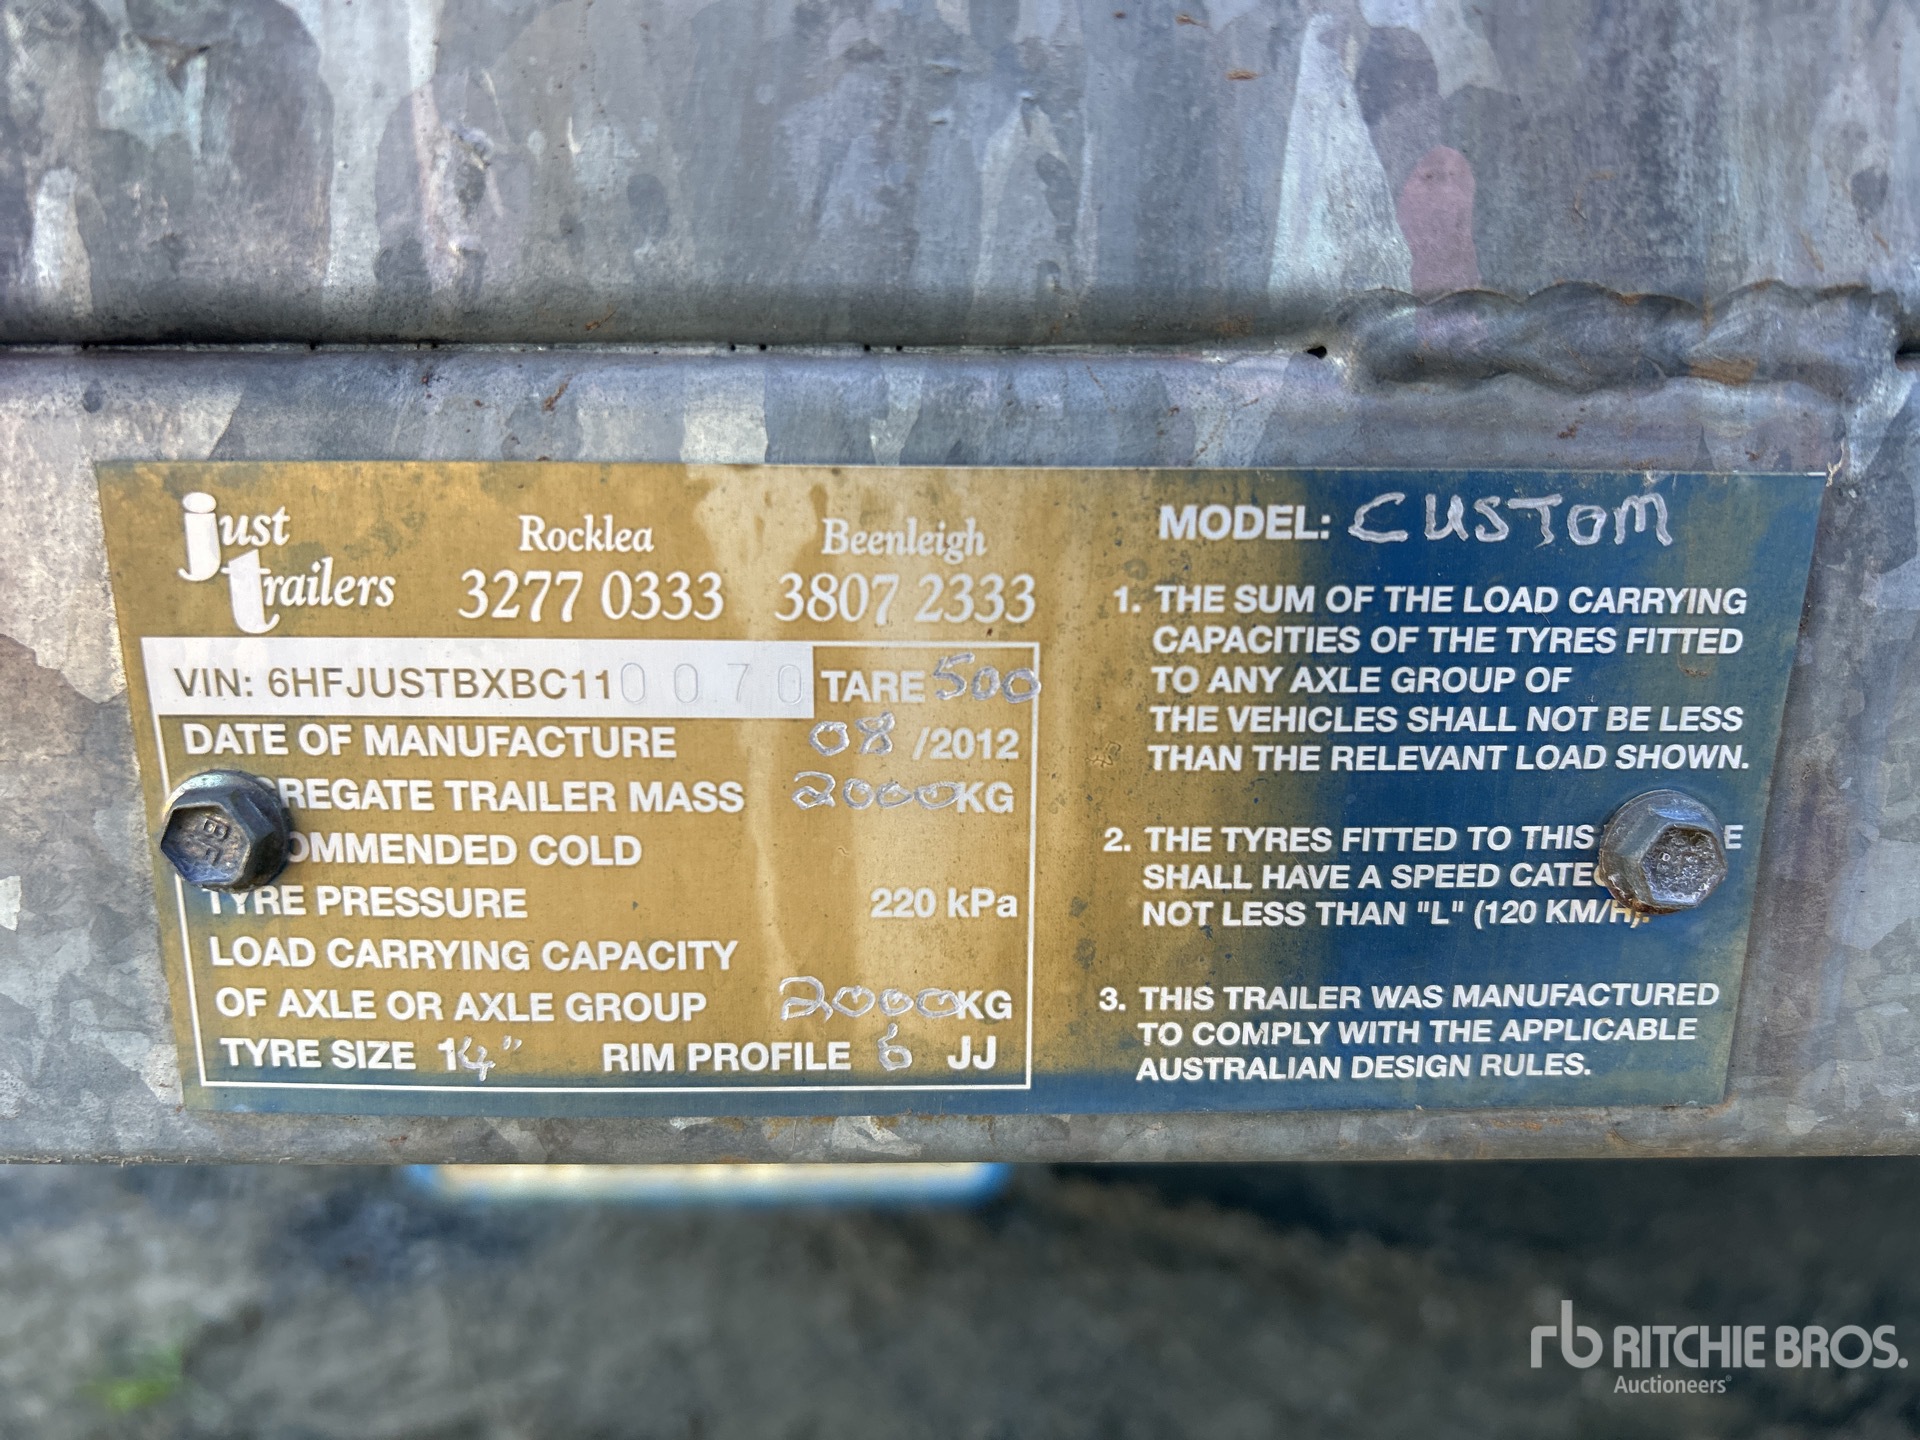 just trailers
Rocklea
3277 0333
Beenleigh
3807 2333
VIN: 6HFJUSTBXBC110070 TARE 500
DATE OF MANUFACTURE 08 /2012
REGATE TRAILER MASS 2000KG
OMMENDED COLD
TYRE PRESSURE 220 kPa
LOAD CARRYING CAPACITY
OF AXLE OR AXLE GROUP 2000KG
TYRE SIZE 14" RIM PROFILE 6 JJ
MODEL: CUSTOM
1. THE SUM OF THE LOAD CARRYING
CAPACITIES OF THE TYRES FITTED
TO ANY AXLE GROUP OF
THE VEHICLES SHALL NOT BE LESS
THAN THE RELEVANT LOAD SHOWN.
2. THE TYRES FITTED TO THIS
SHALL HAVE A SPEED CATEG
NOT LESS THAN "L" (120 KM/H).
3. THIS TRAILER WAS MANUFACTURED
TO COMPLY WITH THE APPLICABLE
AUSTRALIAN DESIGN RULES.
rb RITCHIE BROS.
Auctioneers